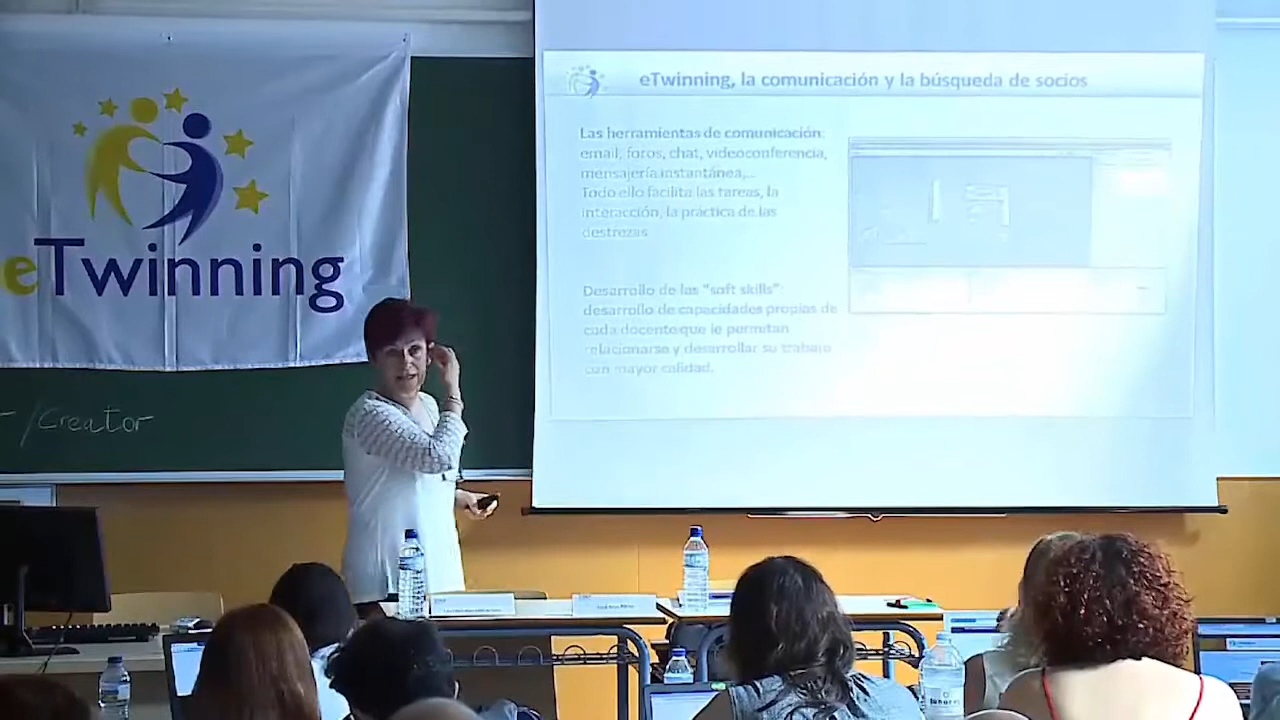 eTwinning
-/creator
eTwinning, la comunicación y la búsqueda de socios
Las herramientas de comunicación:
email, foros, chat, videoconferencia,
mensajería instantánea,...
Todo ello facilita las tareas, la
interacción, la práctica de las
destrezas
Desarrollo de las "soft skills":
desarrollo de capacidades propias de
cada docente que le permitan
relacionarse y desarrollar su trabajo
con mayor calidad.